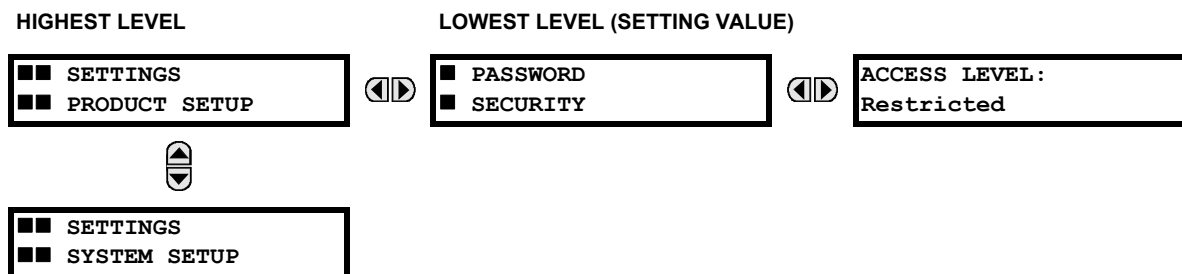 HIGHEST LEVEL
LOWEST LEVEL (SETTING VALUE)
■■ SETTINGS
■■ PRODUCT SETUP
■ PASSWORD
■ SECURITY
ACCESS LEVEL:
Restricted
■■ SETTINGS
■■ SYSTEM SETUP